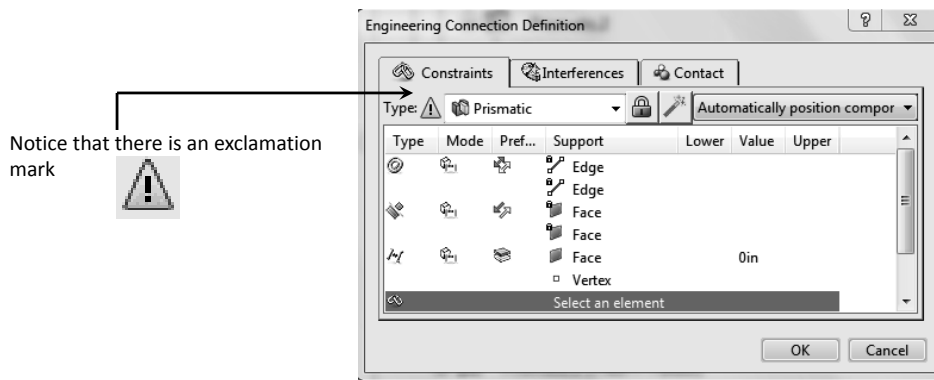 Engineering Connection Definition
Constraints Interferences Contact
Type: Prismatic Automatically position compor
Notice that there is an exclamation
mark
Type Mode Pref... Support Lower Value Upper
Edge
Edge
Face
Face
Face 0in
Vertex
Select an element
OK Cancel